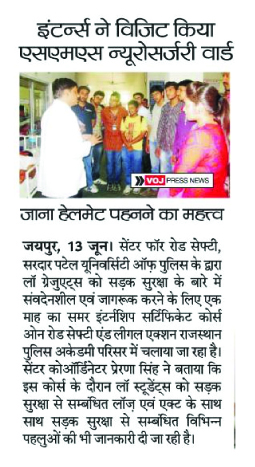 इंटर्न्स ने विजिट किया
एसएमएस न्यूरोसर्जरी वार्ड
VGJ PRESS NEWS
जाना हेलमेट पहनने का महत्व
जयपुर, 13 जून। सेंटर फॉर रोड सेफ्टी,
सरदार पटेल यूनिवर्सिटी ऑफ् पुलिस के द्वारा
लॉ ग्रेजुएट्स को सड़क सुरक्षा के बारे में
संवेदनशील एवं जागरूक करने के लिए एक
माह का समर इंटर्नशिप सर्टिफिकेट कोर्स
ओन रोड सेफ्टी एंड लीगल एक्शन राजस्थान
पुलिस अकेडमी परिसर में चलाया जा रहा है।
सेंटर कोऑर्डिनेटर प्रेरणा सिंह ने बताया कि
इस कोर्स के दौरान लॉ स्टूडेंट्स को सड़क
सुरक्षा से सम्बंधित लॉज़ एवं एक्ट के साथ
साथ सड़क सुरक्षा से सम्बंधित विभिन्न
पहलुओं की भी जानकारी दी जा रही है।